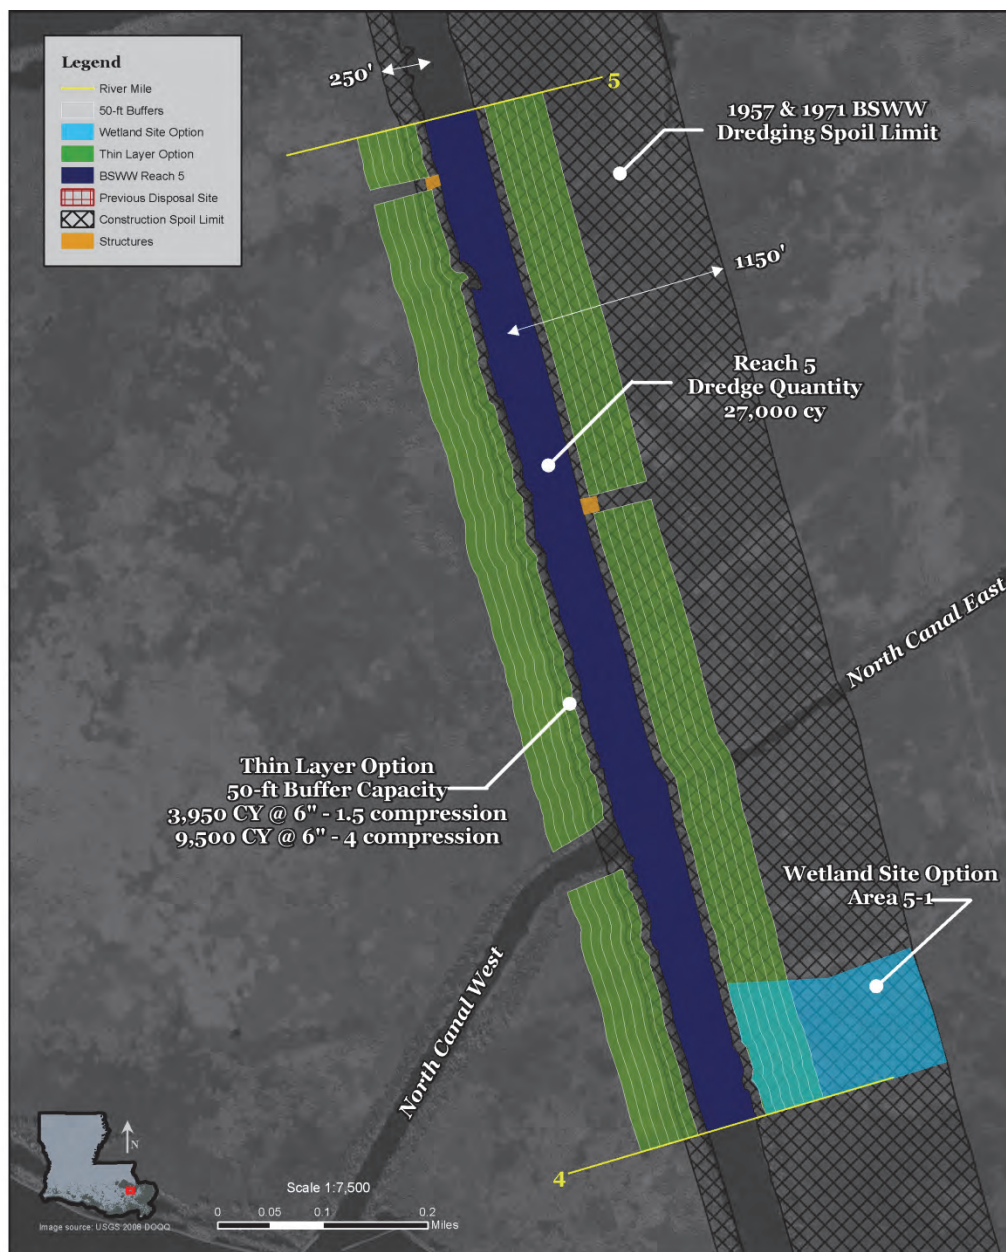 Legend
River Mile
50-ft Buffers
Wetland Site Option
Thin Layer Option
BSWW Reach 5
Previous Disposal Site
Construction Spoil Limit
Structures
250'
5
1957 & 1971 BSWW
Dredging Spoil Limit
1150'
Reach 5
Dredge Quantity
27,000 cy
North Canal East
Thin Layer Option
50-ft Buffer Capacity
3,950 CY @ 6" - 1.5 compression
9,500 CY @ 6" - 4 compression
Wetland Site Option
Area 5-1
North Canal West
4
N
Scale 1:7,500
0 0.05 0.1 0.2
Miles
Image source: USGS 2008 DOQQ